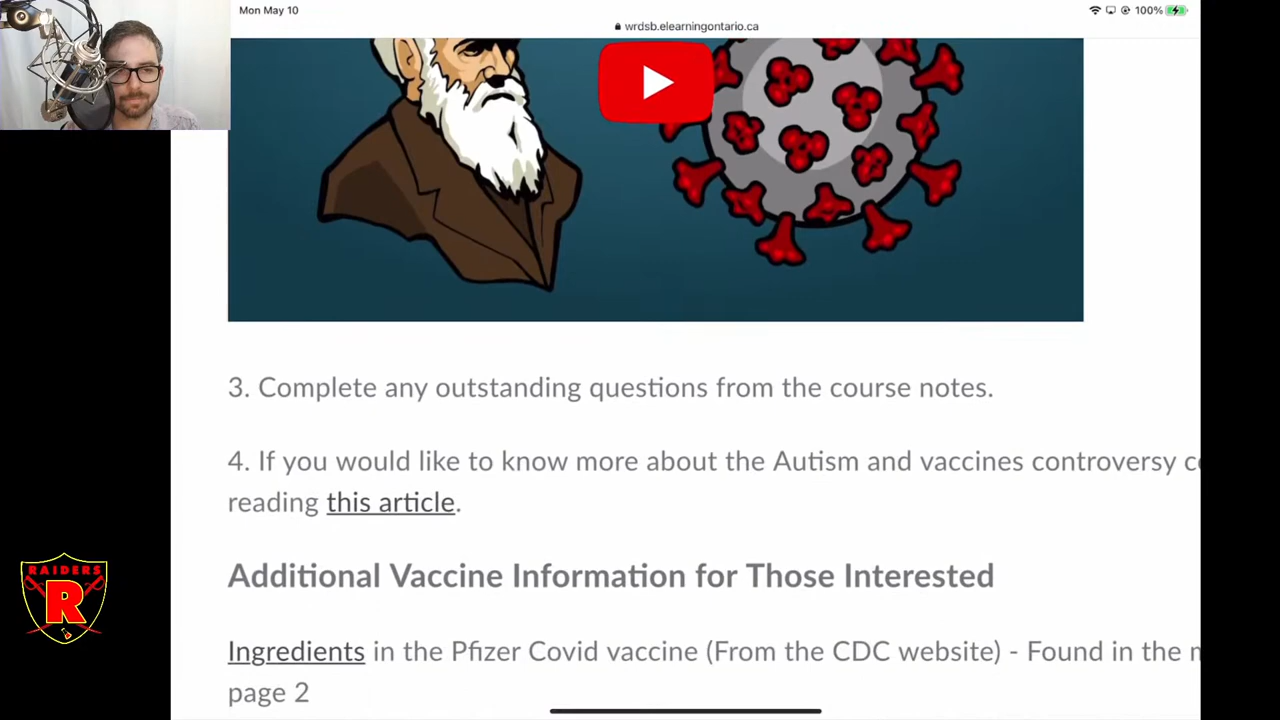 Mon May 10
100%
wrdsb.elearningontario.ca
3. Complete any outstanding questions from the course notes.
4. If you would like to know more about the Autism and vaccines controversy
reading this article.
Additional Vaccine Information for Those Interested
Ingredients in the Pfizer Covid vaccine (From the CDC website) - Found in the
page 2
RAIDERS
R